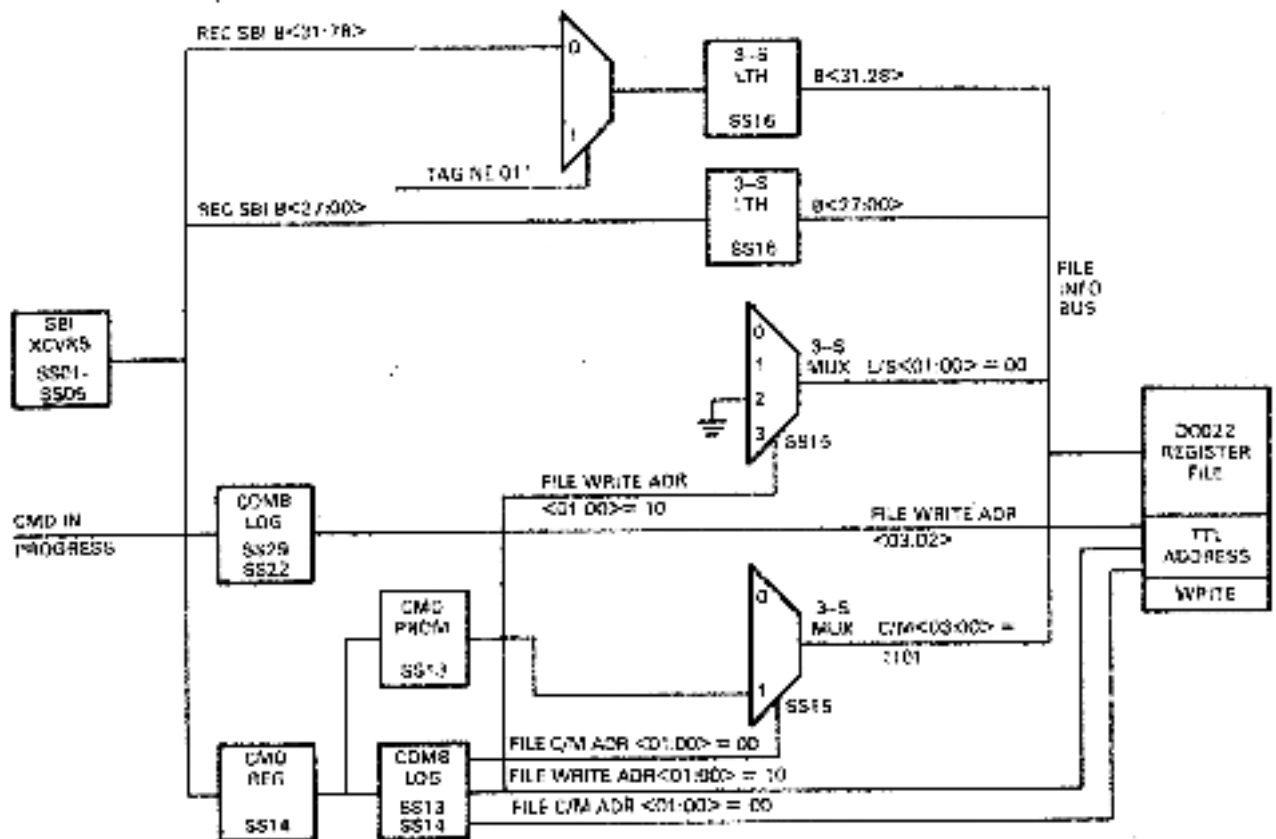 REC SBI B<31:28>
0
1
3-S
LTH
SS16
B<31:28>
TAG NE 011
REC SBI B<27:00>
3-S
LTH
SS16
B<27:00>
FILE
INFO
BUS
SBI
XCVRS
SS01-
SS05
0
1
2
3
3-S
MUX L/S<01:00> = 00
SS15
REGISTER
FILE
FILE WRITE ADR
<01:00> = 10
CMD IN
PROGRESS
COMB
LOG
SS22
FILE WRITE ADR
<03:02>
TTL
ADDRESS
WRITE
CMD
PROM
SS13
0
1
3-S
MUX C/M<03:00> =
SS15
CMD
REG
SS14
COMB
LOG
SS13
SS14
FILE C/M ADR <01:00> = 00
FILE WRITE ADR<01:00> = 10
FILE C/M ADR <01:00> = 00